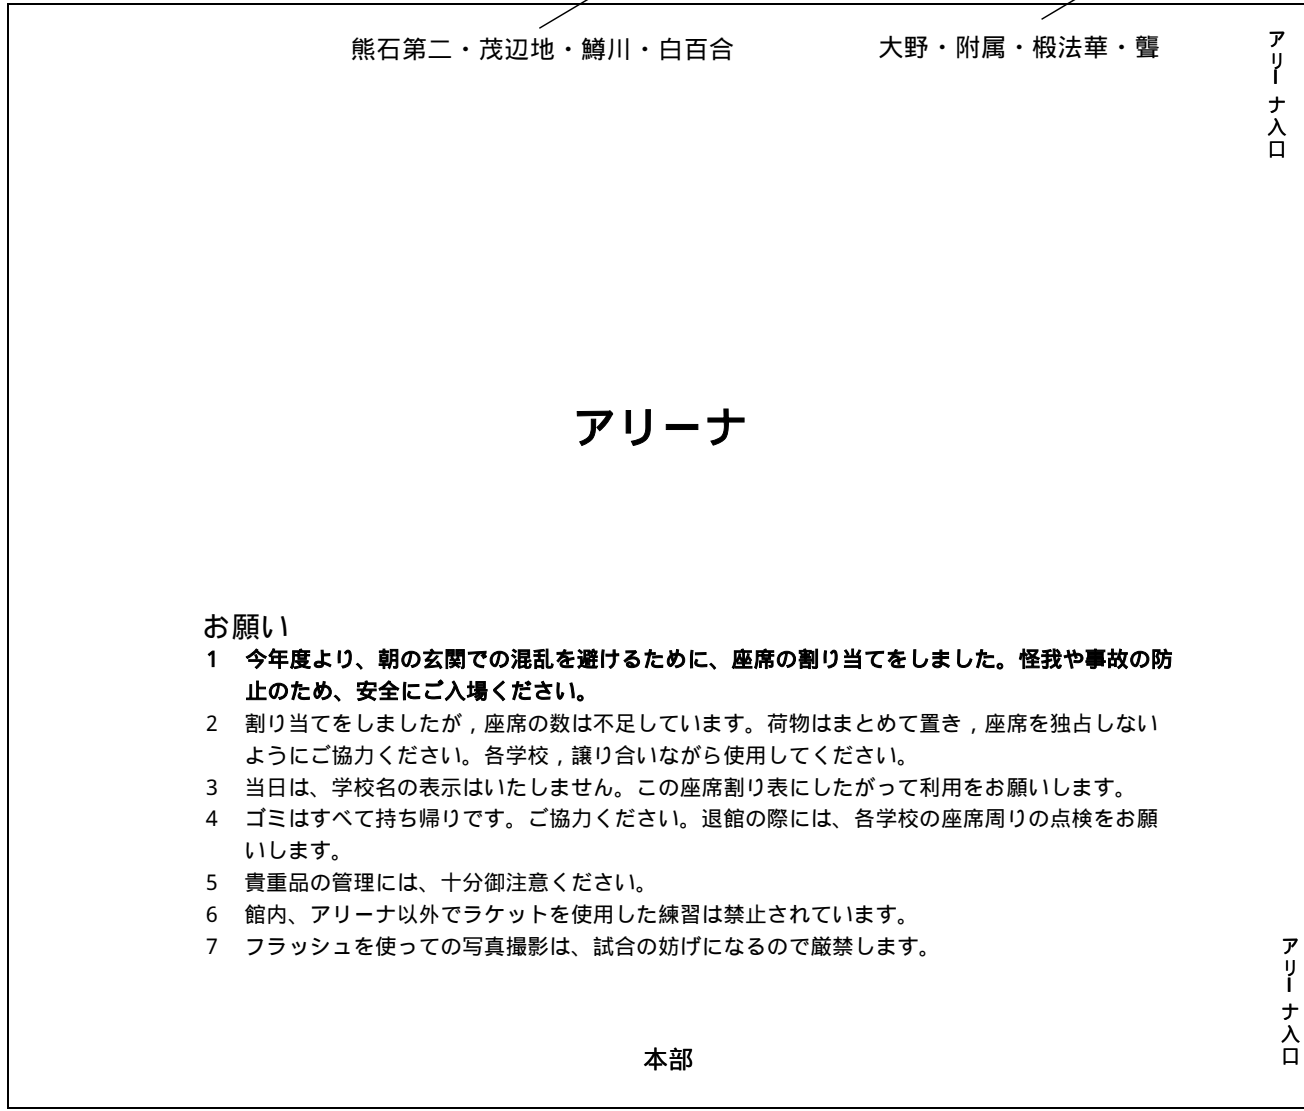 熊石第二・茂辺地・鱒川・白百合
大野・附属・椴法華・聾
アリーナ入口
アリーナ
お願い
1 今年度より、朝の玄関での混乱を避けるために、座席の割り当てをしました。怪我や事故の防
止のため、安全にご入場ください。
2 割り当てをしましたが，座席の数は不足しています。荷物はまとめて置き，座席を独占しない
ようにご協力ください。各学校，譲り合いながら使用してください。
3 当日は、学校名の表示はいたしません。この座席割り表にしたがって利用をお願いします。
4 ゴミはすべて持ち帰りです。ご協力ください。退館の際には、各学校の座席周りの点検をお願
いします。
5 貴重品の管理には、十分御注意ください。
6 館内、アリーナ以外でラケットを使用した練習は禁止されています。
7 フラッシュを使っての写真撮影は、試合の妨げになるので厳禁します。
アリーナ入口
本部